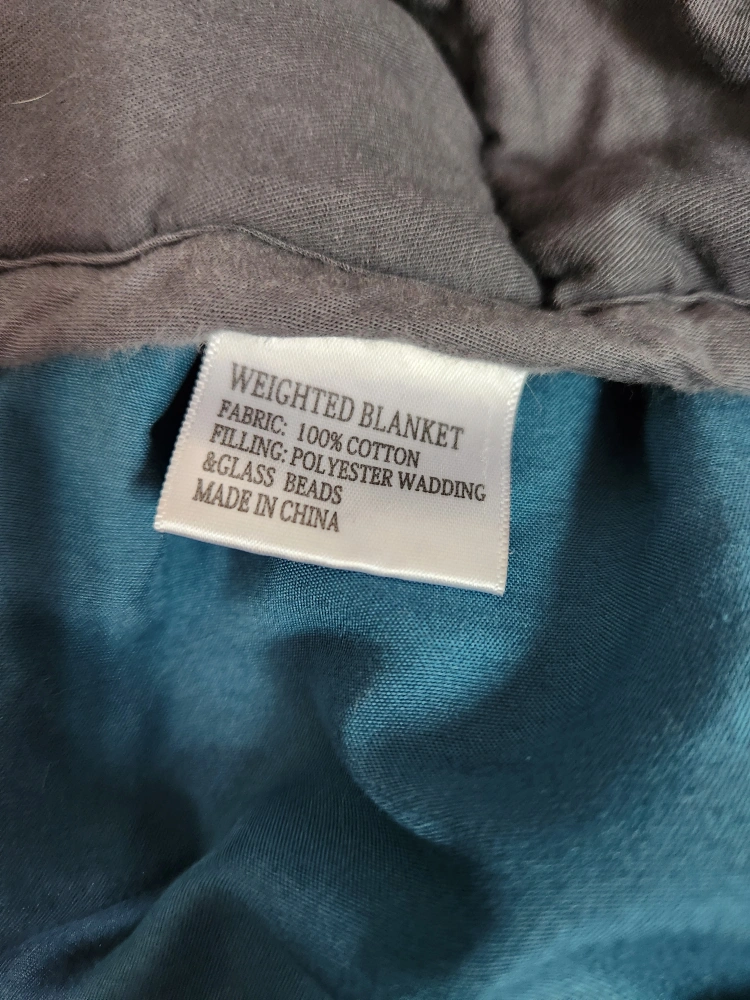 WEIGHTED BLANKET
FABRIC: 100% COTTON
FILLING: POLYESTER WADDING
&GLASS BEADS
MADE IN CHINA